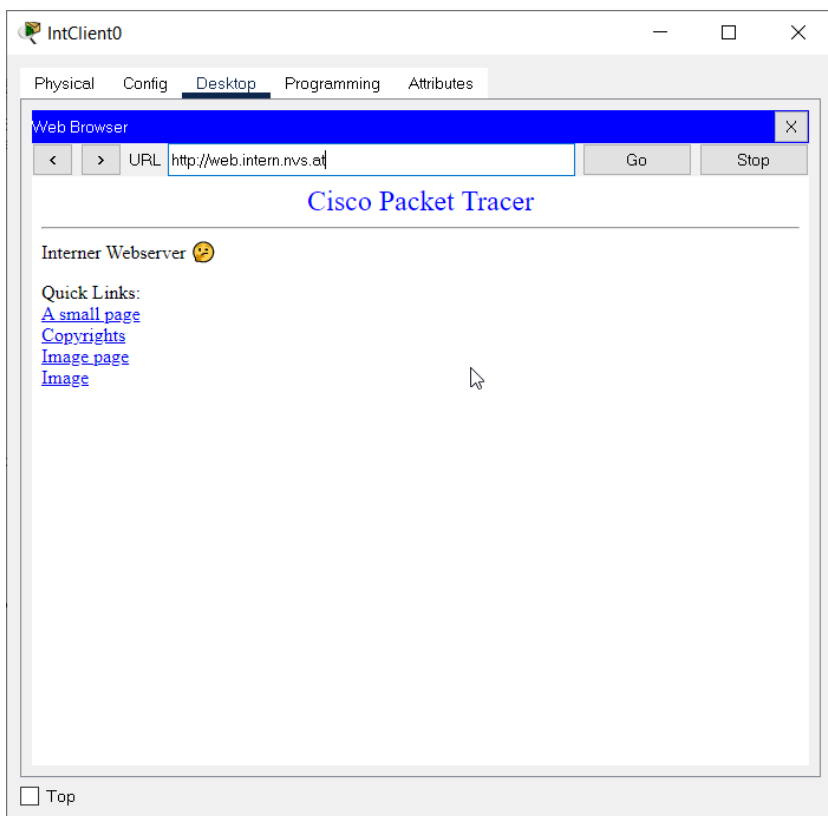 IntClient0
Physical Config Desktop Programming Attributes
Web Browser X
< > URL http://web.intern.nvs.at Go Stop
Cisco Packet Tracer
Interner Webserver 🤔
Quick Links:
A small page
Copyrights
Image page
Image
Top